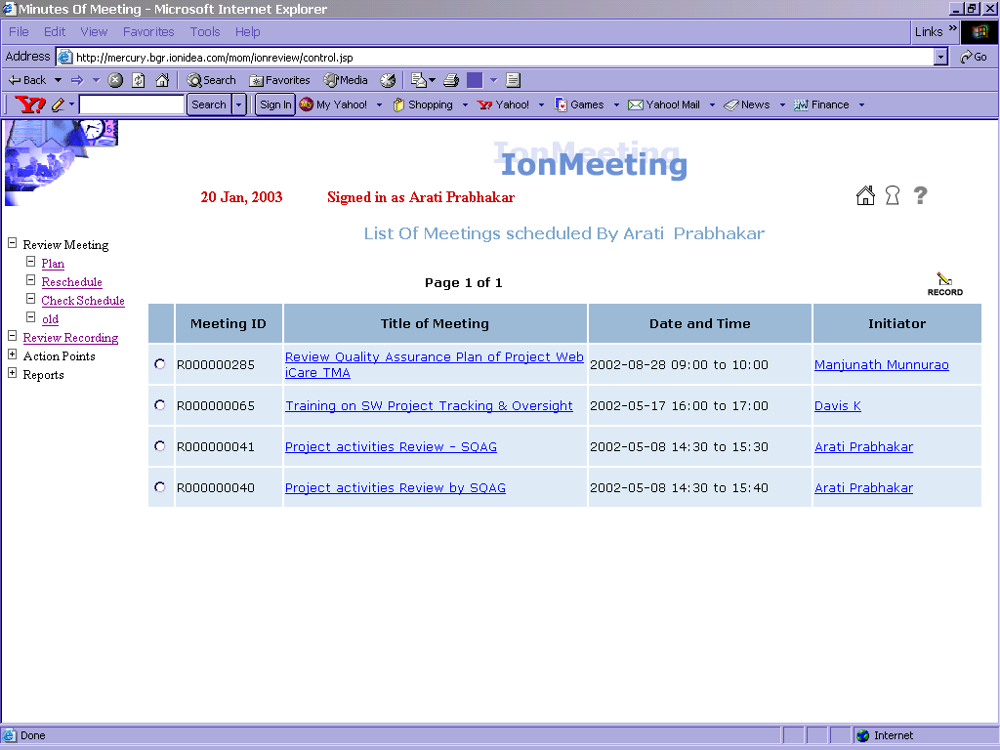 Minutes Of Meeting - Microsoft Internet Explorer
File Edit View Favorites Tools Help Links »
Address http://mercury.bgr.ionidea.com/mom/ionreview/control.jsp Go
Back Search Favorites Media
Y! Search Sign In My Yahoo! Shopping Yahoo! Games Yahoo! Mail News Finance
IonMeeting
20 Jan, 2003 Signed in as Arati Prabhakar ?
List Of Meetings scheduled By Arati Prabhakar
Review Meeting
Plan
Reschedule
Check Schedule
old
Review Recording
Action Points
Reports
Page 1 of 1
RECORD
Meeting ID Title of Meeting Date and Time Initiator
R000000285 Review Quality Assurance Plan of Project Web iCare TMA 2002-08-28 09:00 to 10:00 Manjunath Munnurao
R000000065 Training on SW Project Tracking & Oversight 2002-05-17 16:00 to 17:00 Davis K
R000000041 Project activities Review - SQAG 2002-05-08 14:30 to 15:30 Arati Prabhakar
R000000040 Project activities Review by SQAG 2002-05-08 14:30 to 15:40 Arati Prabhakar
Done Internet